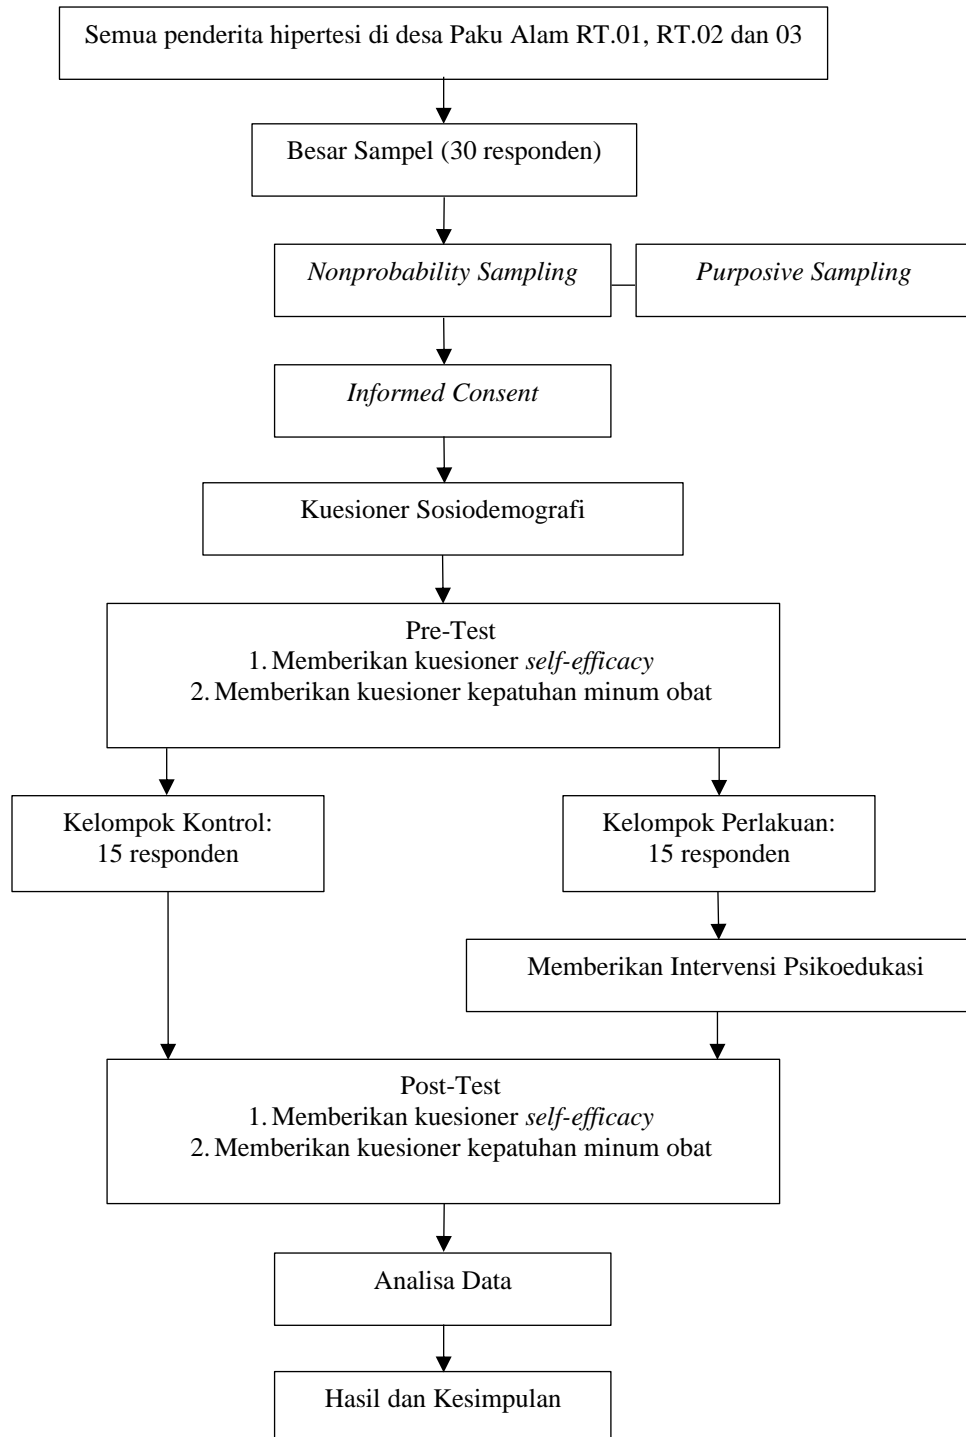 Semua penderita hipertesi di desa Paku Alam RT.01, RT.02 dan 03
Besar Sampel (30 responden)
Nonprobability Sampling
Purposive Sampling
Informed Consent
Kuesioner Sosiodemografi
Pre-Test
1. Memberikan kuesioner self-efficacy
2. Memberikan kuesioner kepatuhan minum obat
Kelompok Kontrol:
15 responden
Kelompok Perlakuan:
15 responden
Memberikan Intervensi Psikoedukasi
Post-Test
1. Memberikan kuesioner self-efficacy
2. Memberikan kuesioner kepatuhan minum obat
Analisa Data
Hasil dan Kesimpulan